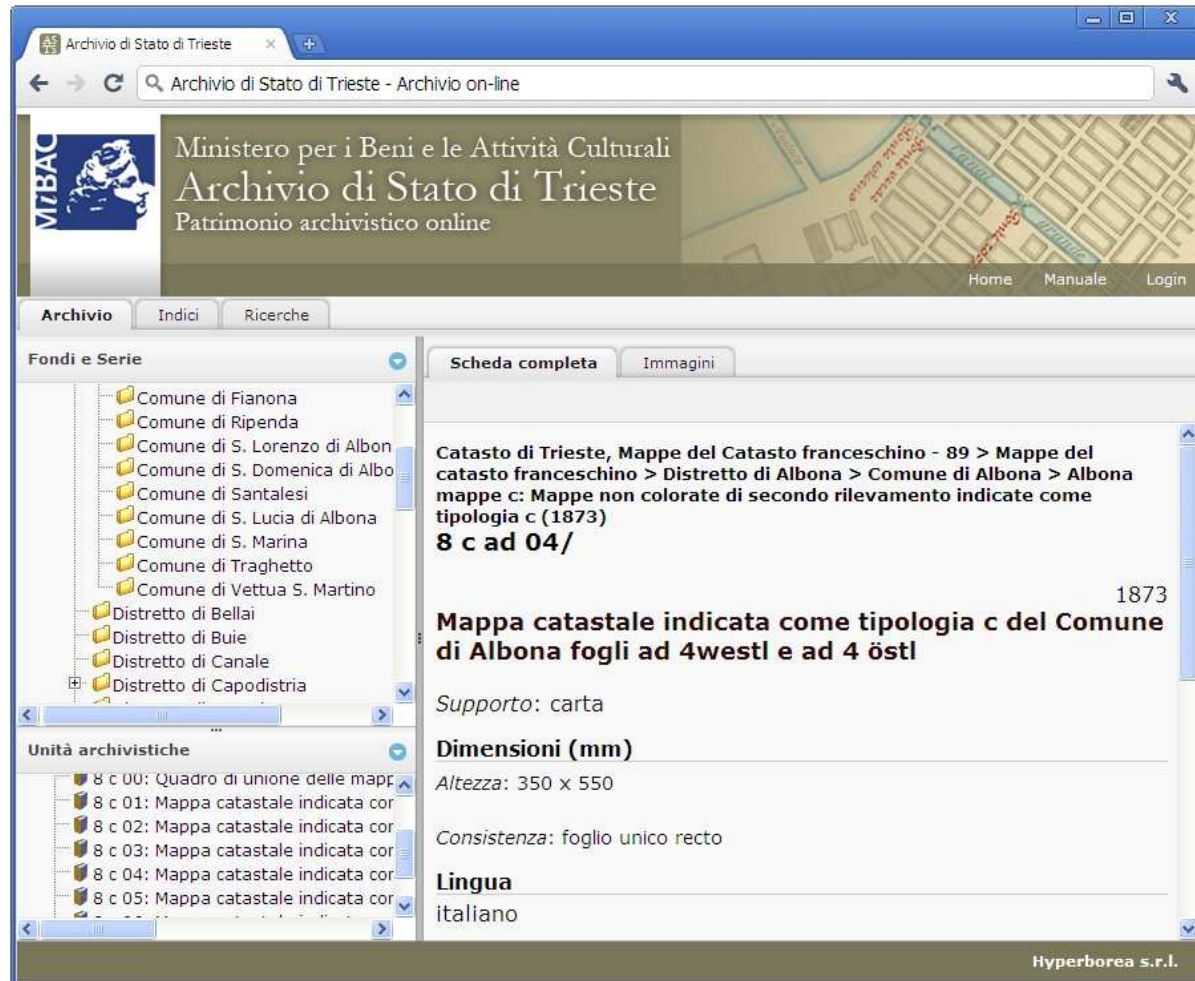 Archivio di Stato di Trieste
Archivio di Stato di Trieste - Archivio on-line
MiBAC
Ministero per i Beni e le Attività Culturali
Archivio di Stato di Trieste
Patrimonio archivistico online
Home Manuale Login
Archivio Indici Ricerche
Fondi e Serie
Comune di Fianona
Comune di Ripenda
Comune di S. Lorenzo di Albon
Comune di S. Domenica di Albo
Comune di Santalesi
Comune di S. Lucia di Albona
Comune di S. Marina
Comune di Traghetto
Comune di Vettua S. Martino
Distretto di Bellai
Distretto di Buie
Distretto di Canale
Distretto di Capodistria
Unità archivistiche
8 c 00: Quadro di unione delle mapp
8 c 01: Mappa catastale indicata cor
8 c 02: Mappa catastale indicata cor
8 c 03: Mappa catastale indicata cor
8 c 04: Mappa catastale indicata cor
8 c 05: Mappa catastale indicata cor
Scheda completa Immagini
Catasto di Trieste, Mappe del Catasto franceschino - 89 > Mappe del
catasto franceschino > Distretto di Albona > Comune di Albona > Albona
mappe c: Mappe non colorate di secondo rilevamento indicate come
tipologia c (1873)
8 c ad 04/
1873
Mappa catastale indicata come tipologia c del Comune
di Albona fogli ad 4westl e ad 4 östl
Supporto: carta
Dimensioni (mm)
Altezza: 350 x 550
Consistenza: foglio unico recto
Lingua
italiano
Hyperborea s.r.l.